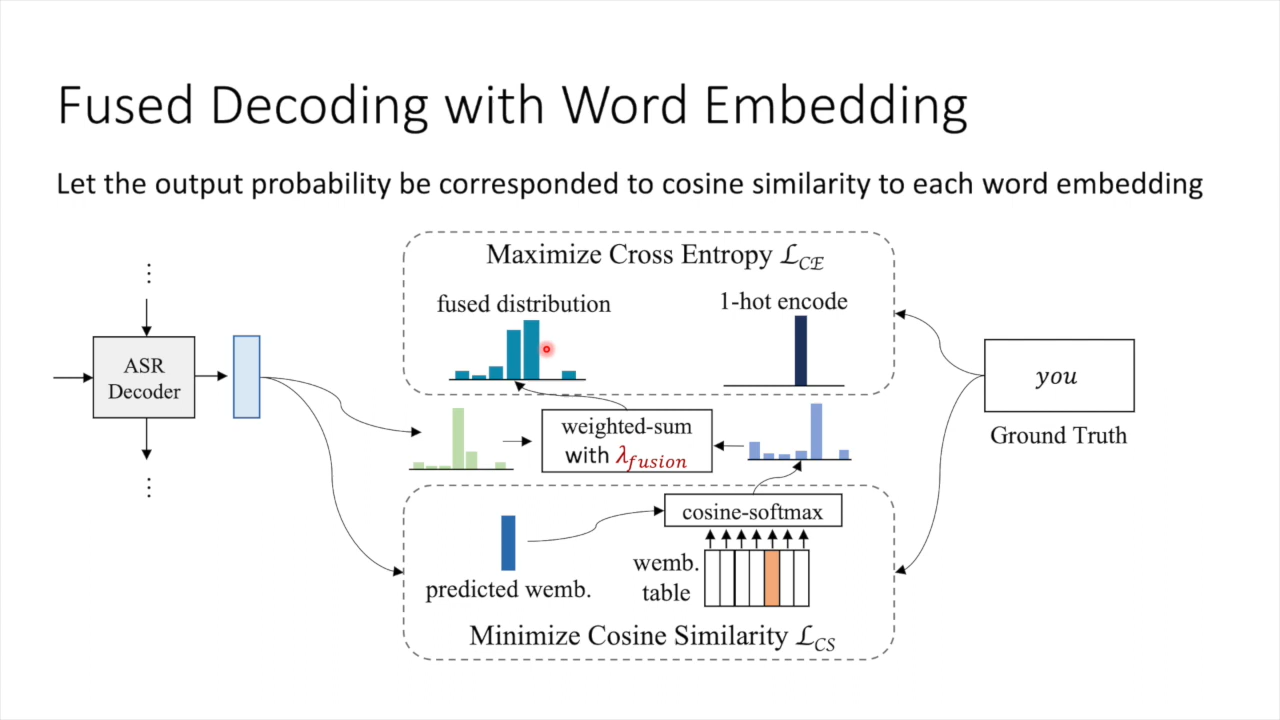 Fused Decoding with Word Embedding
Let the output probability be corresponded to cosine similarity to each word embedding
Maximize Cross Entropy ℒ_CE
fused distribution
1-hot encode
ASR
Decoder
you
Ground Truth
weighted-sum
with λ_fusion
cosine-softmax
predicted wemb.
wemb.
table
Minimize Cosine Similarity ℒ_CS